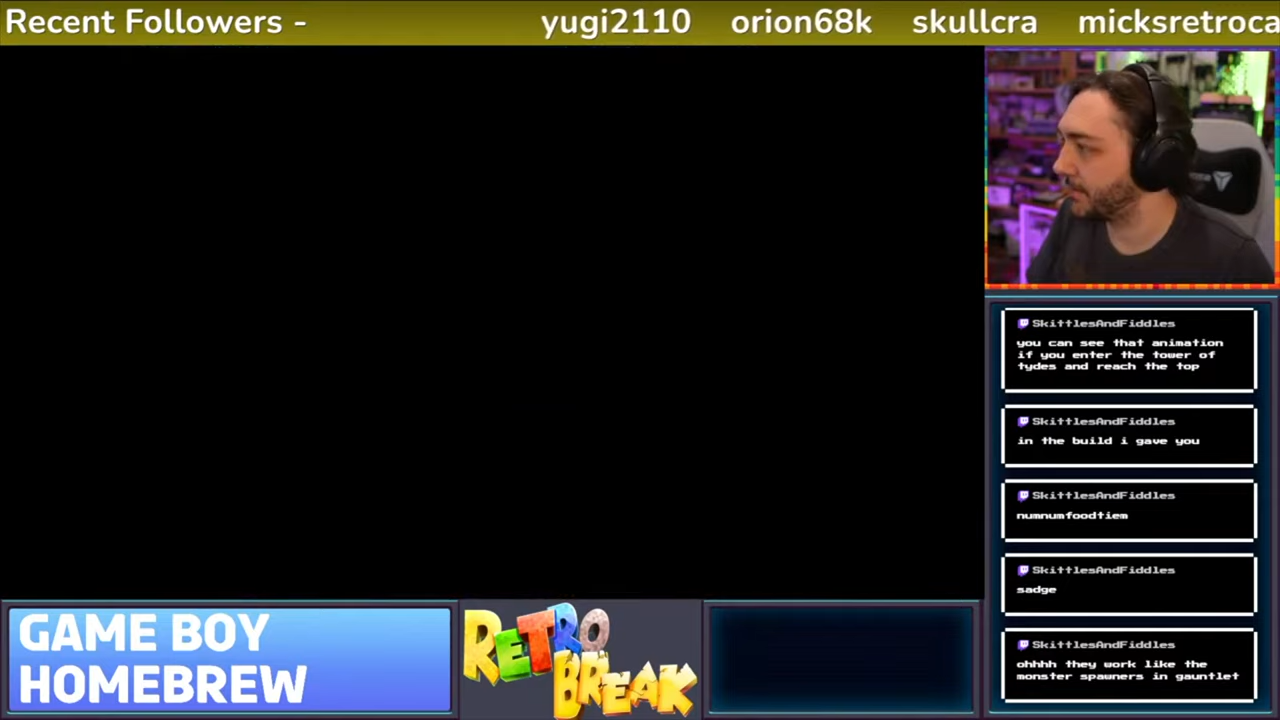 Recent Followers - yugi2110 orion68k skullcra micksretroca
SkittlesAndFiddles
you can see that animation
if you enter the tower of
tydes and reach the top
SkittlesAndFiddles
in the build i gave you
SkittlesAndFiddles
numnumfoodtiem
SkittlesAndFiddles
sadge
SkittlesAndFiddles
ohhhh they work like the
monster spawners in gauntlet
GAME BOY
HOMEBREW
RETRO
BREAK